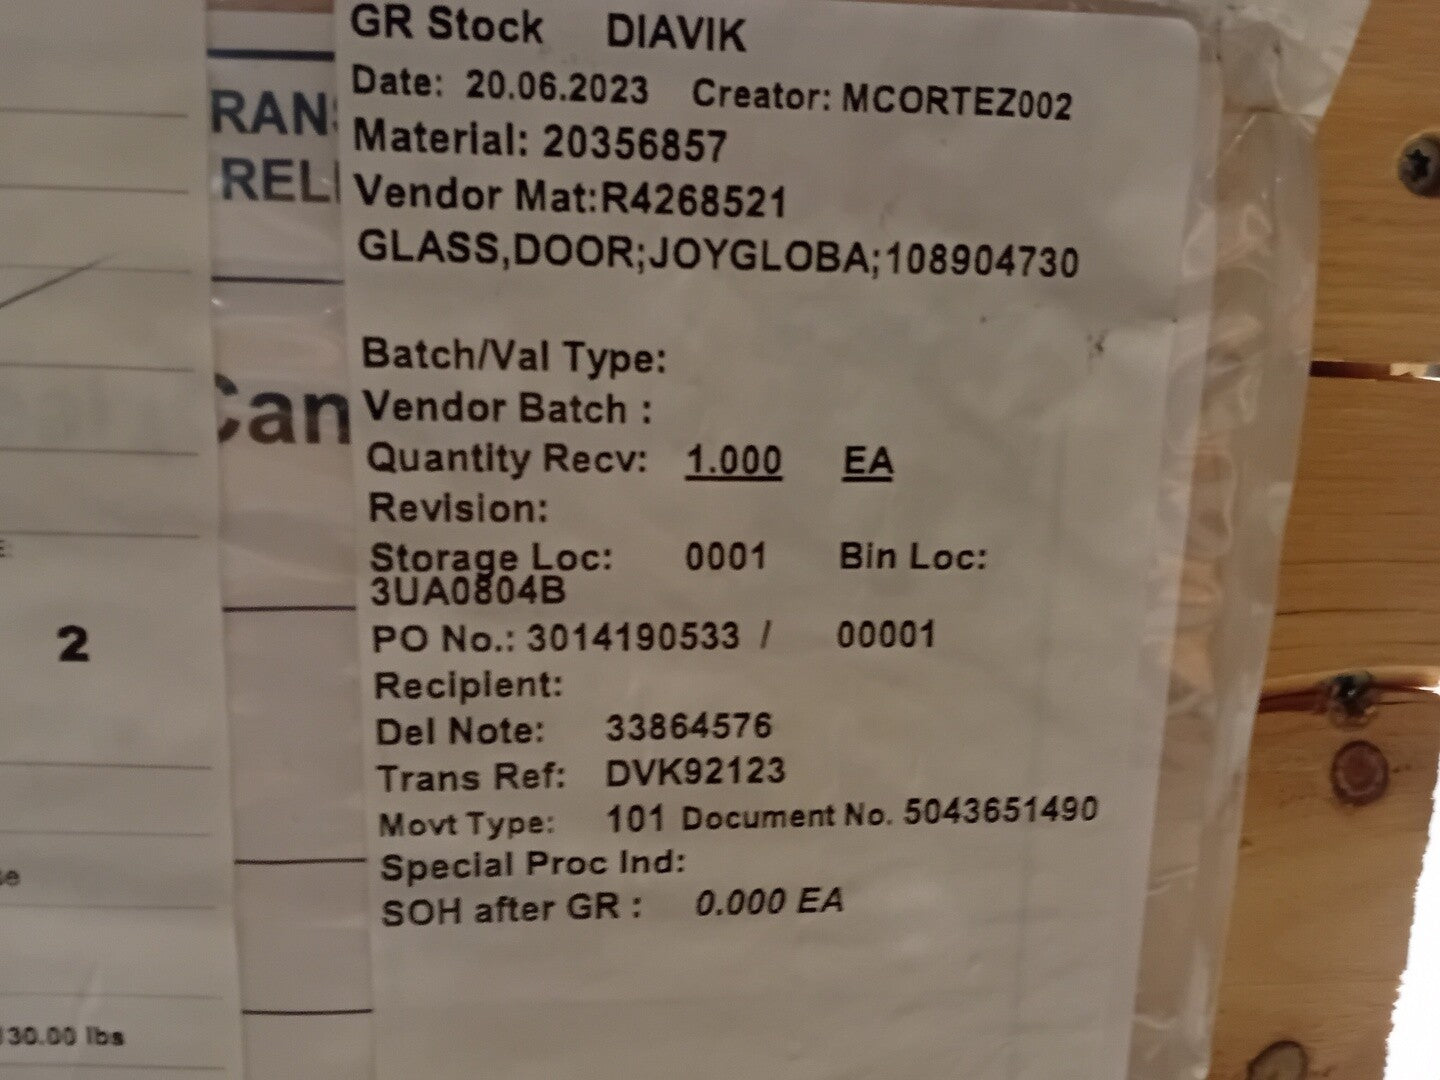 GR Stock DIAVIK
Date: 20.06.2023 Creator: MCORTEZ002
Material: 20356857
Vendor Mat:R4268521
GLASS,DOOR;JOYGLOBA;108904730
Batch/Val Type:
Vendor Batch :
Quantity Recv: 1.000 EA
Revision:
Storage Loc: 0001 Bin Loc:
3UA0804B
PO No.: 3014190533 / 00001
Recipient:
Del Note: 33864576
Trans Ref: DVK92123
Movt Type: 101 Document No. 5043651490
Special Proc Ind:
SOH after GR : 0.000 EA
RAN
REL
Can
2
30.00 lbs